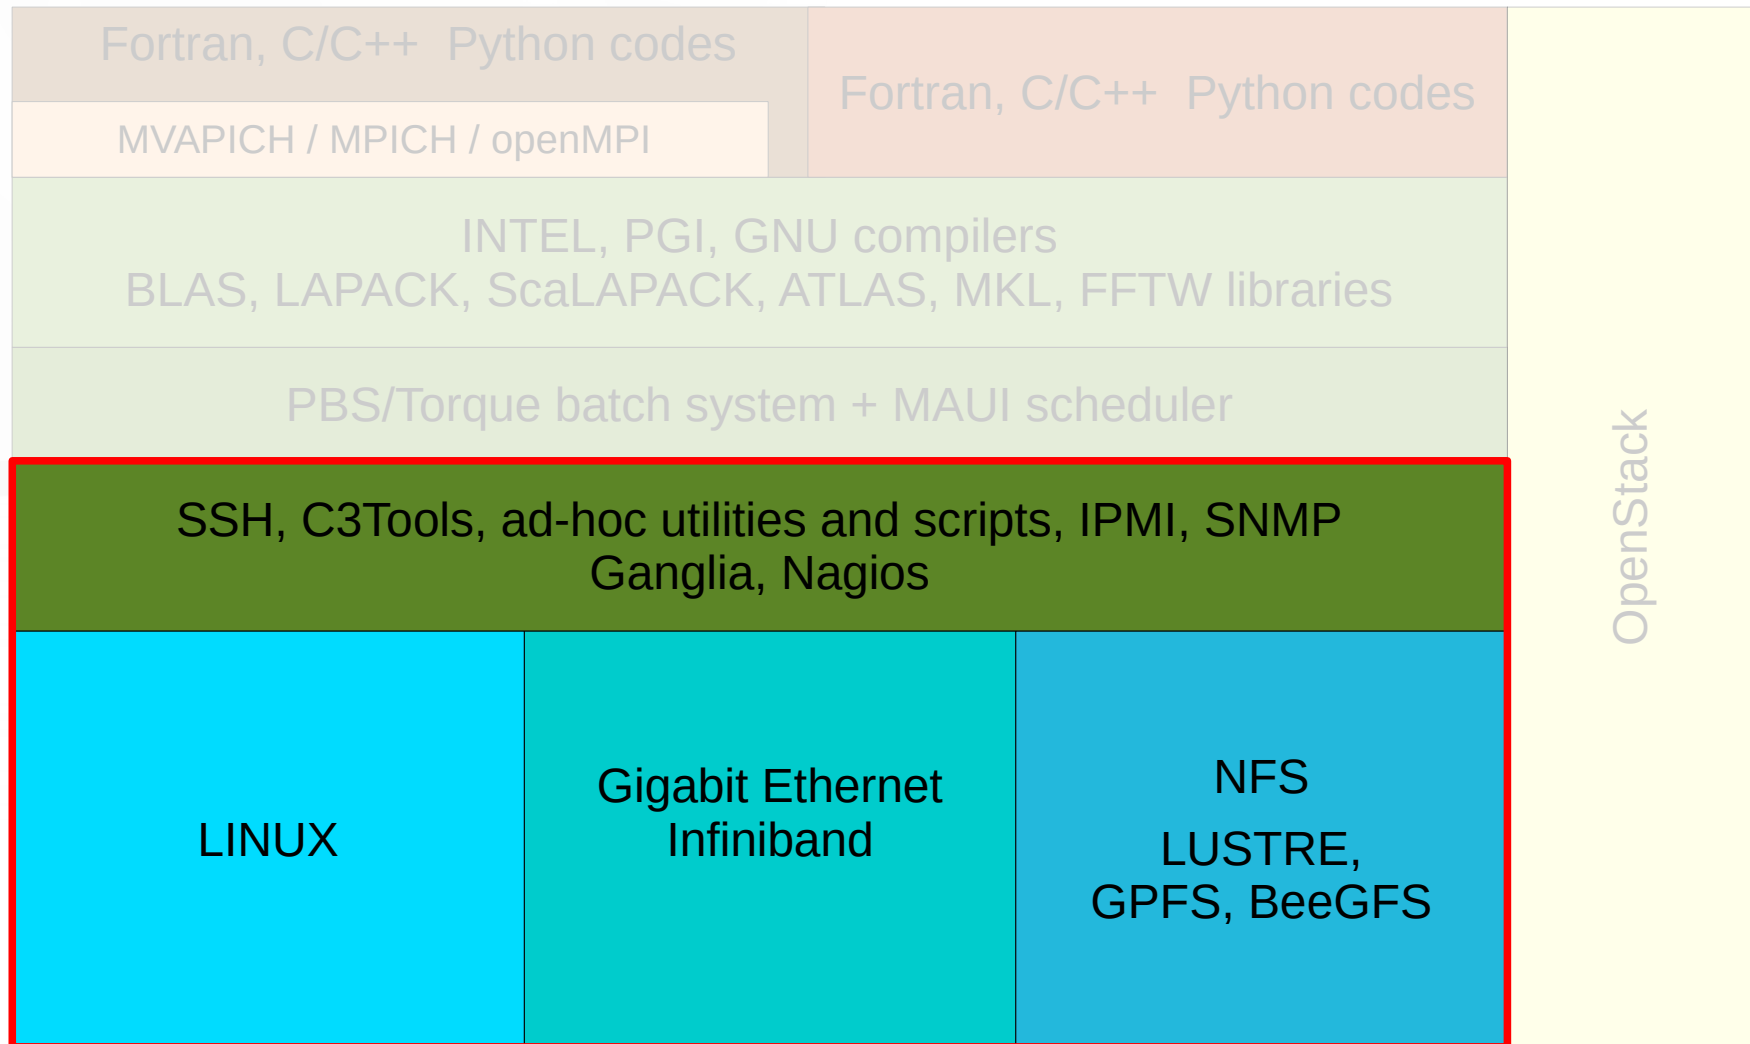 Fortran, C/C++  Python codes
MVAPICH / MPICH / openMPI
Fortran, C/C++  Python codes
INTEL, PGI, GNU compilers
BLAS, LAPACK, ScaLAPACK, ATLAS, MKL, FFTW libraries
PBS/Torque batch system + MAUI scheduler
SSH, C3Tools, ad-hoc utilities and scripts, IPMI, SNMP
Ganglia, Nagios
LINUX
Gigabit Ethernet
Infiniband
NFS
LUSTRE,
GPFS, BeeGFS
OpenStack